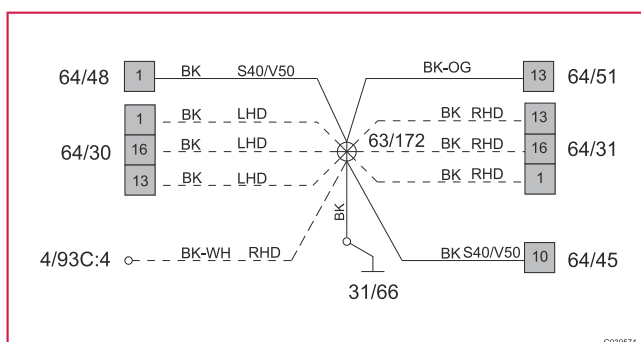 64/48 1 BK S40/V50 BK-OG 13 64/51
1 BK LHD BK RHD 13
64/30 16 BK LHD 63/172 BK RHD 16 64/31
13 BK LHD BK RHD 1
BK
4/93C:4 BK-WH RHD BK S40/V50 10 64/45
31/66
C030574